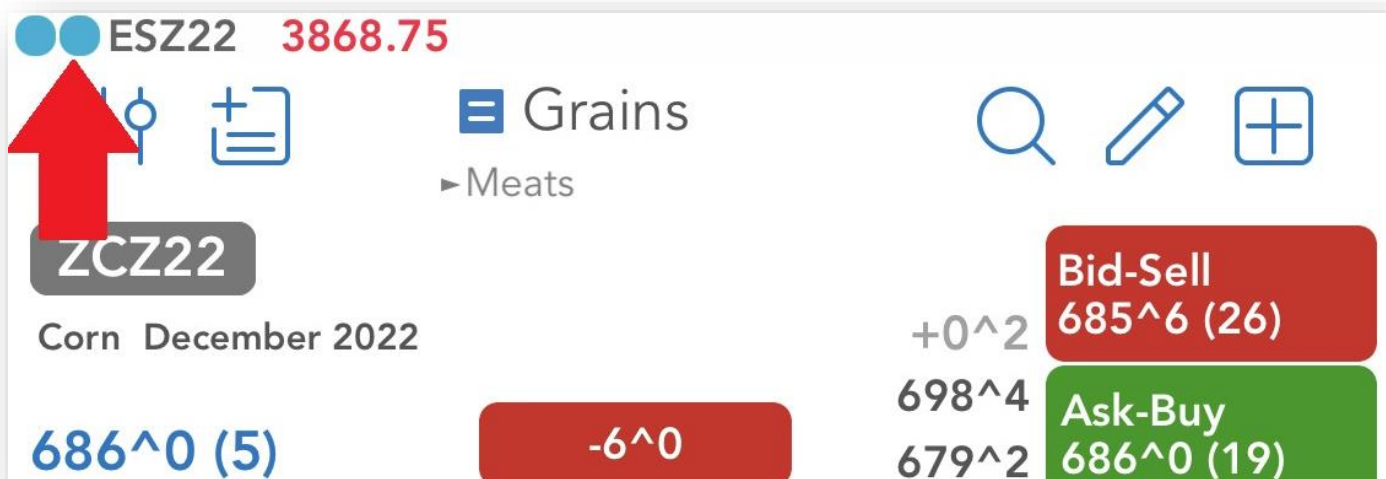 ESZ22 3868.75
Grains
►Meats
ZCZ22
Corn December 2022
+0^2
698^4
679^2
Bid-Sell
685^6 (26)
Ask-Buy
686^0 (19)
686^0 (5)
-6^0